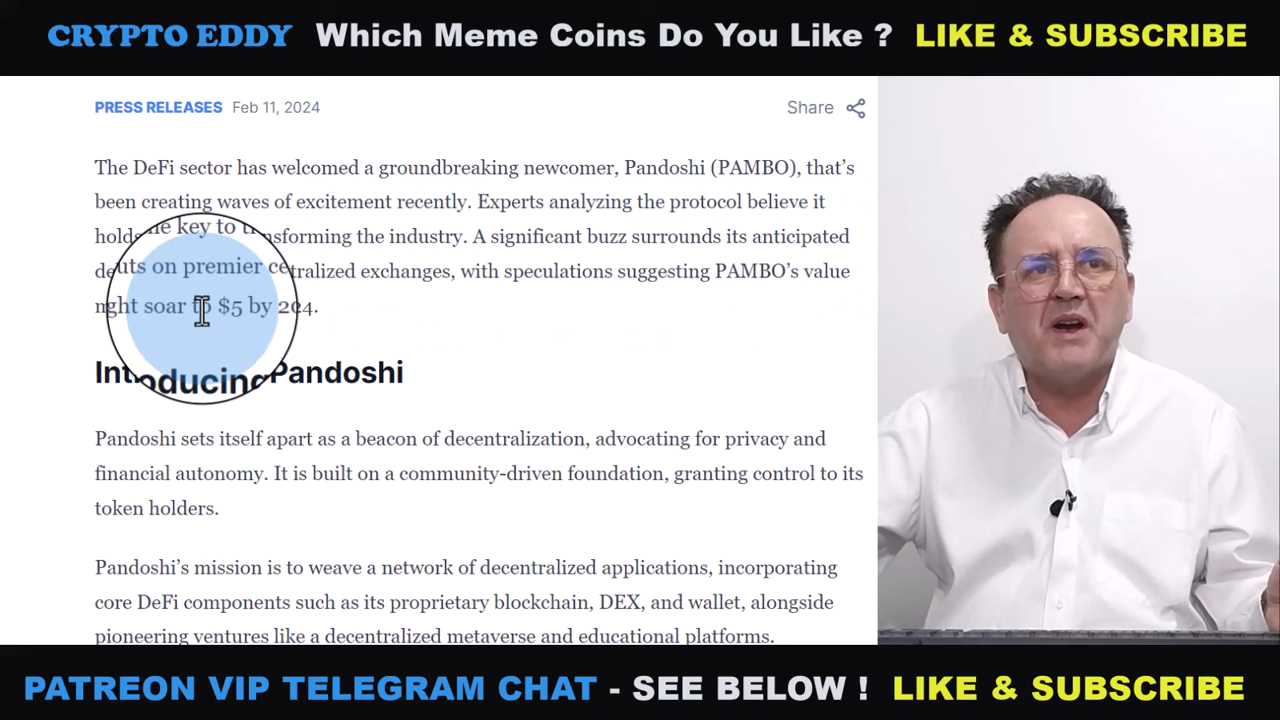 CRYPTO EDDY Which Meme Coins Do You Like ? LIKE & SUBSCRIBE
PRESS RELEASES Feb 11, 2024 Share
The DeFi sector has welcomed a groundbreaking newcomer, Pandoshi (PAMBO), that’s
been creating waves of excitement recently. Experts analyzing the protocol believe it
holds key to transforming the industry. A significant buzz surrounds its anticipated
on premier centralized exchanges, with speculations suggesting PAMBO’s value
soar to $5 by
Introducing Pandoshi
Pandoshi sets itself apart as a beacon of decentralization, advocating for privacy and
financial autonomy. It is built on a community-driven foundation, granting control to its
token holders.
Pandoshi’s mission is to weave a network of decentralized applications, incorporating
core DeFi components such as its proprietary blockchain, DEX, and wallet, alongside
pioneering ventures like a decentralized metaverse and educational platforms.
PATREON VIP TELEGRAM CHAT - SEE BELOW ! LIKE & SUBSCRIBE